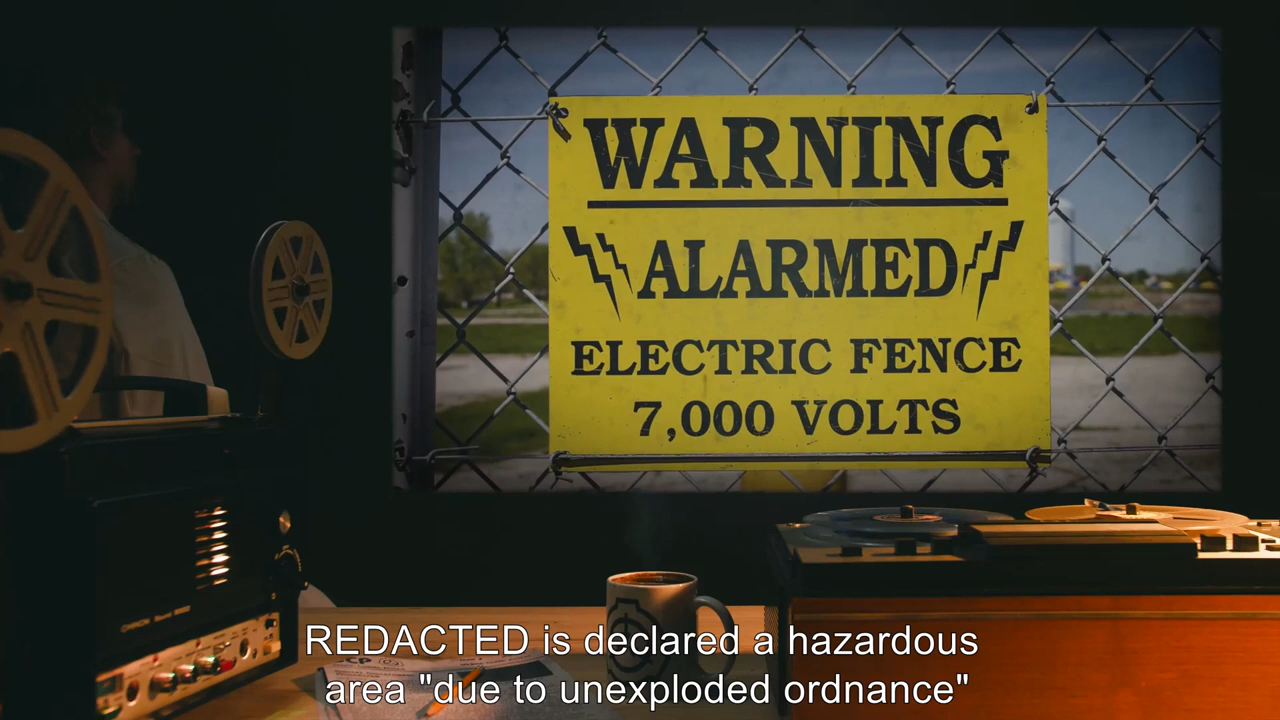 WARNING
ALARMED
ELECTRIC FENCE
7,000 VOLTS
REDACTED is declared a hazardous
area "due to unexploded ordnance"